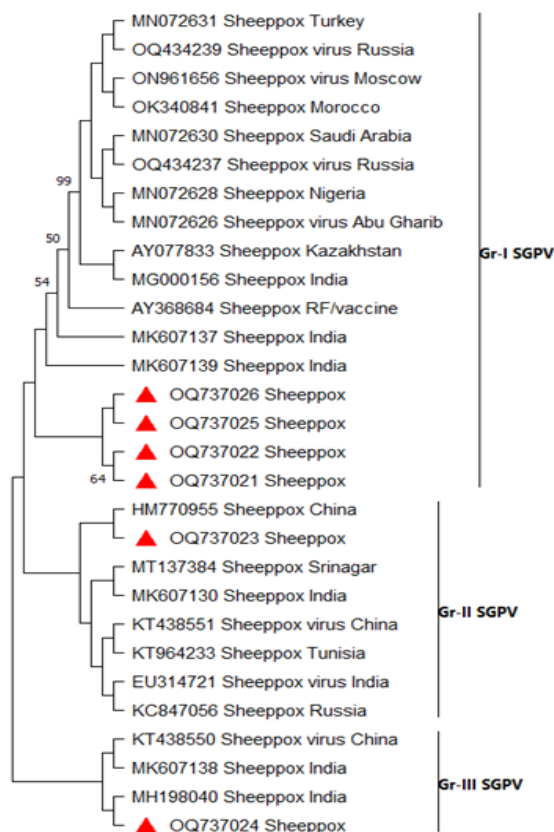 MN072631 Sheeppox Turkey
OQ434239 Sheeppox virus Russia
ON961656 Sheeppox virus Moscow
OK340841 Sheeppox Morocco
MN072630 Sheeppox Saudi Arabia
OQ434237 Sheeppox virus Russia
99
MN072628 Sheeppox Nigeria
MN072626 Sheeppox virus Abu Gharib
50
AY077833 Sheeppox Kazakhstan
Gr-I SGPV
MG000156 Sheeppox India
54
AY368684 Sheeppox RF/vaccine
MK607137 Sheeppox India
MK607139 Sheeppox India
OQ737026 Sheeppox
OQ737025 Sheeppox
OQ737022 Sheeppox
64
OQ737021 Sheeppox
HM770955 Sheeppox China
OQ737023 Sheeppox
MT137384 Sheeppox Srinagar
MK607130 Sheeppox India
Gr-II SGPV
KT438551 Sheeppox virus China
KT964233 Sheeppox Tunisia
EU314721 Sheeppox virus India
KC847056 Sheeppox Russia
KT438550 Sheeppox virus China
MK607138 Sheeppox India
Gr-III SGPV
MH198040 Sheeppox India
OQ737024 Sheeppox